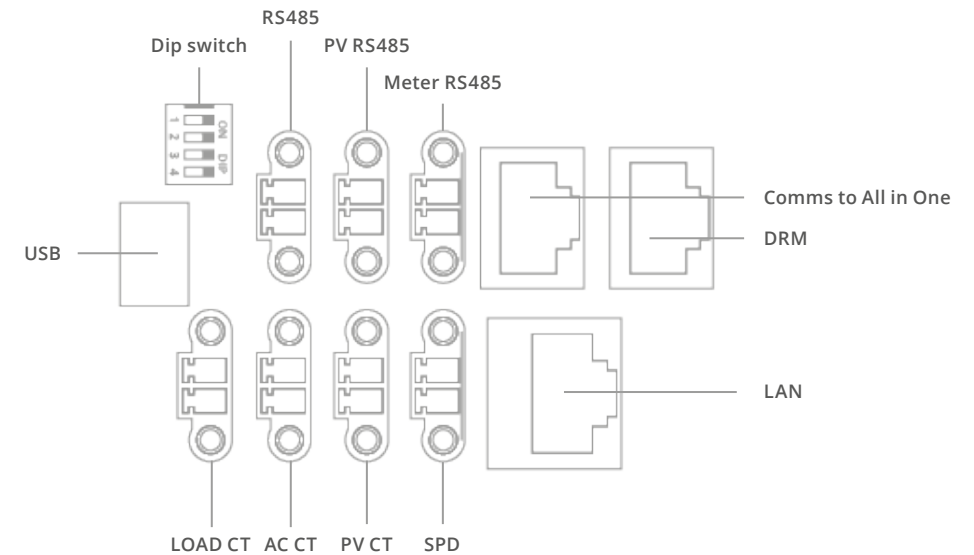 RS485
Dip switch
PV RS485
Meter RS485
1
2
3
4
ON DIP
Comms to All in One
DRM
USB
LAN
LOAD CT
AC CT
PV CT
SPD